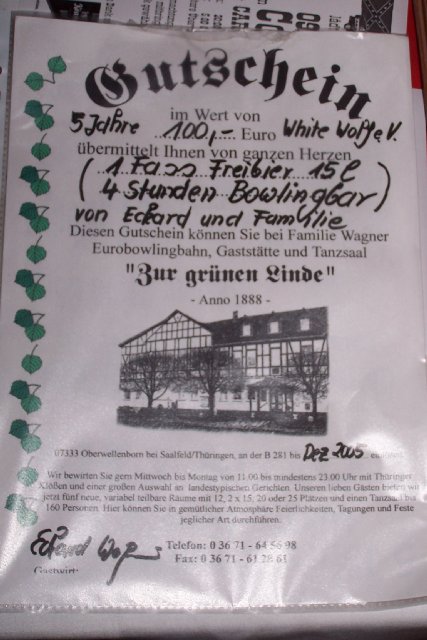 Gutschein
im Wert von
5 Jahre 100,- Euro White Wolf e.V.
übermittelt Ihnen von ganzen Herzen
( 1 Fass Freibier 15 l
4 Stunden Bowlingbar )
von Eckard und Familie
Diesen Gutschein können Sie bei Familie Wagner
Eurobowlingbahn, Gaststätte und Tanzsaal
"Zur grünen Linde"
- Anno 1888 -
07333 Oberwellenborn bei Saalfeld/Thüringen, an der B 281 bis Dez 2005
Wir bewirten Sie gern Mittwoch bis Montag von 11.00 bis mindestens 23.00 Uhr mit Thüringer
Klößen und einer großen Auswahl an landestypischen Gerichten. Unseren lieben Gästen bieten wir
jetzt fünf neue, variabel teilbare Räume mit 12, 2 x 15, 20 oder 25 Plätzen und einen Tanzsaal bis
160 Personen. Hier können Sie in gemütlicher Atmosphäre Feierlichkeiten, Tagungen und Feste
jeglicher Art durchführen.
Telefon: 0 36 71 - 64 56 98
Fax: 0 36 71 - 61 28 61
Gastwirt